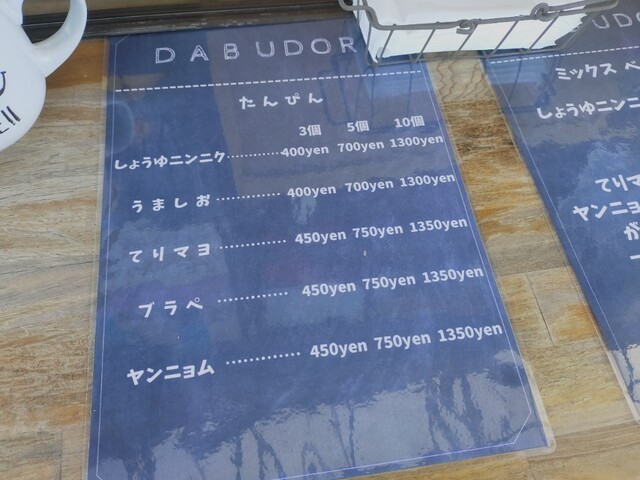 DABUDOR
たんぴん
3個 5個 10個
しょうゆニンニク 400yen 700yen 1300yen
うましお 400yen 700yen 1300yen
てりマヨ 450yen 750yen 1350yen
ブラペ 450yen 750yen 1350yen
ヤンニョム 450yen 750yen 1350yen
ミックス
しょうゆニン
てりマ
ヤンニョム